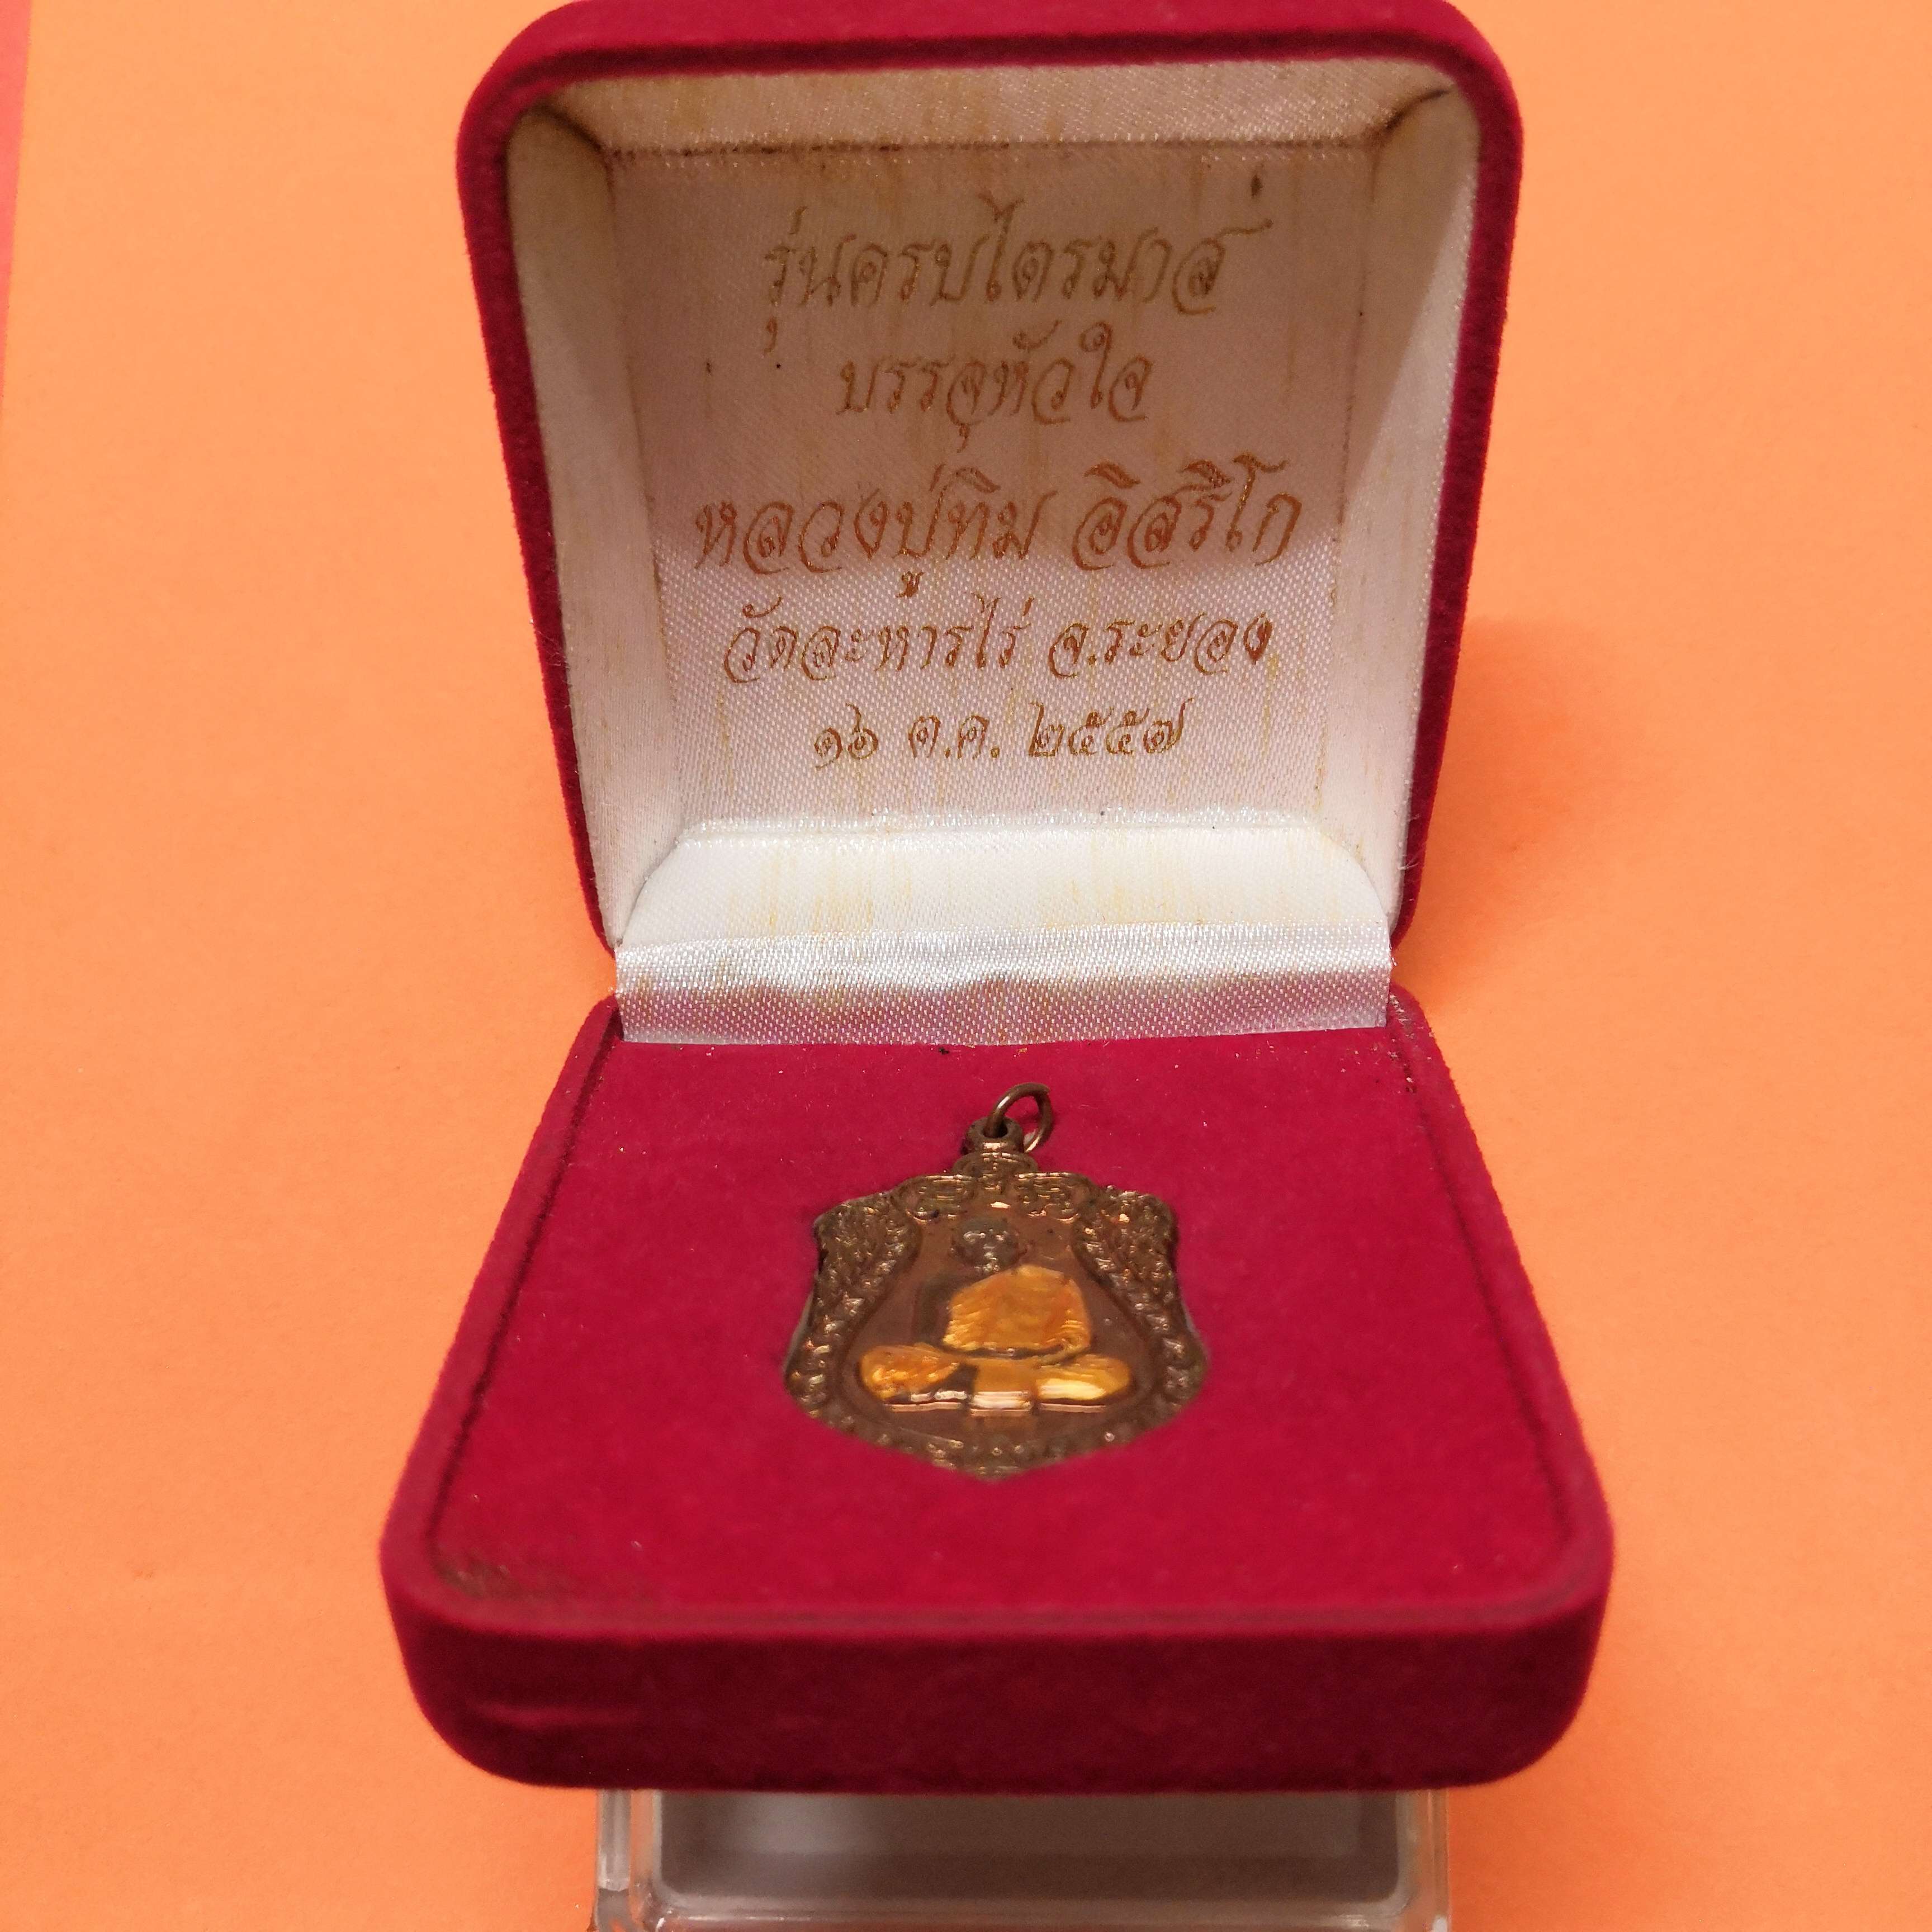 รุ่นครบไตรมาส
บรรจุหัวใจ
หลวงปู่ทิม อิสริโก
วัดละหารไร่ จ.ระยอง
๑๖ ต.ค. ๒๕๕๗